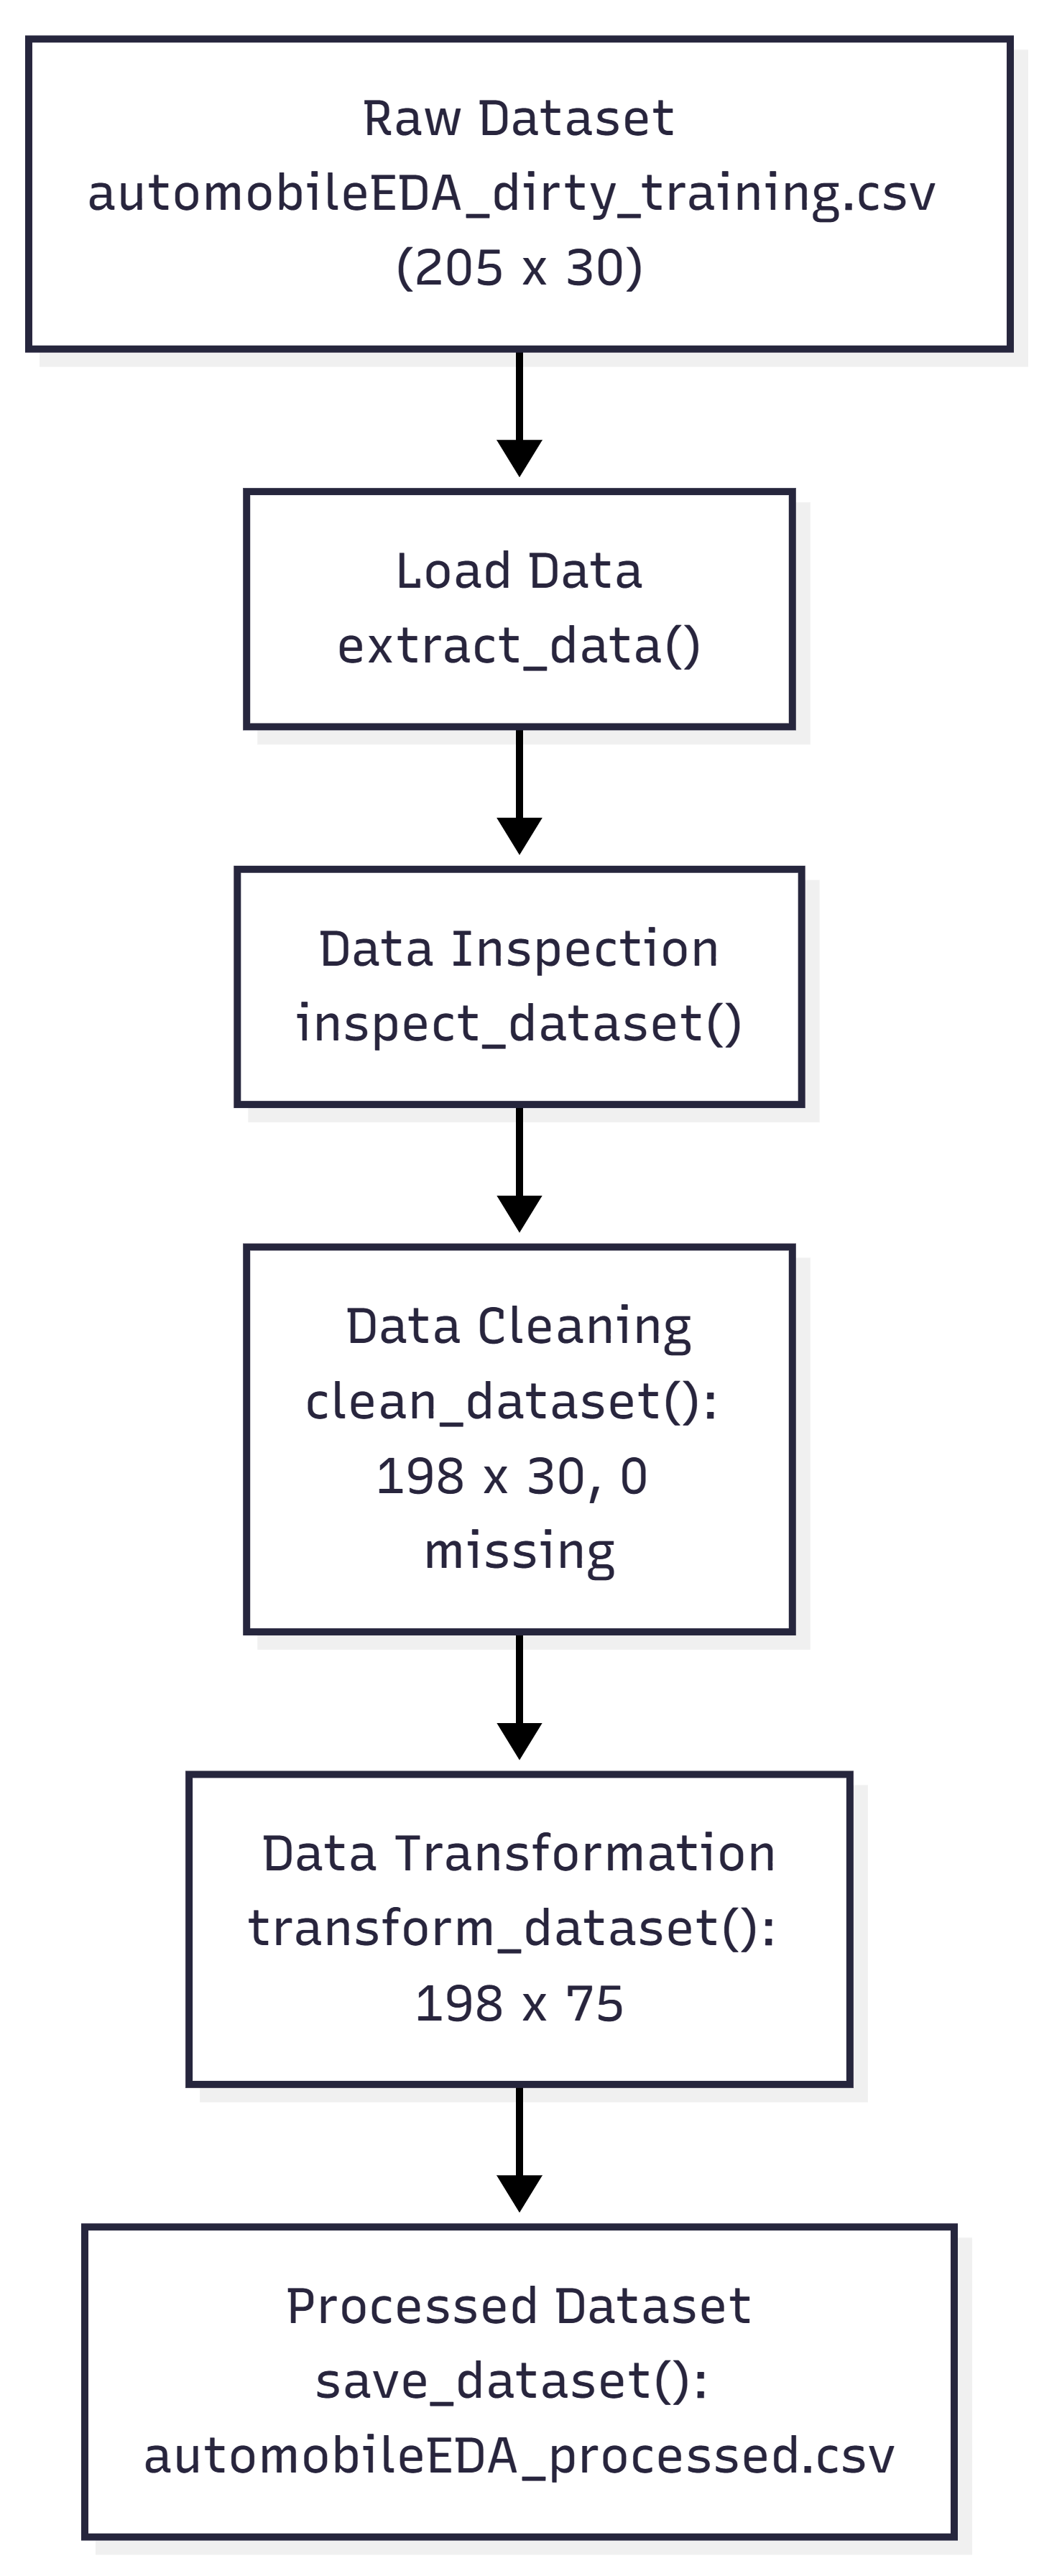 Raw Dataset
automobileEDA_dirty_training.csv
(205 x 30)
Load Data
extract_data()
Data Inspection
inspect_dataset()
Data Cleaning
clean_dataset():
198 x 30, 0
missing
Data Transformation
transform_dataset():
198 x 75
Processed Dataset
save_dataset():
automobileEDA_processed.csv